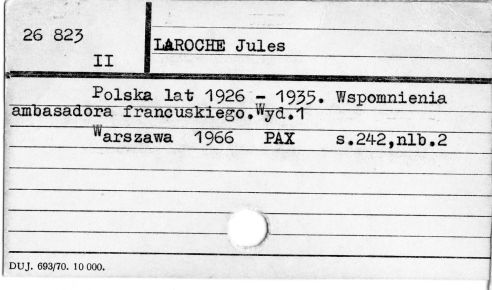 26 823
II
LAROCHE Jules
Polska lat 1926 - 1935. Wspomnienia
ambasadora francuskiego.Wyd.1
Warszawa 1966 PAX s.242,nlb.2
DUJ. 693/70. 10 000.